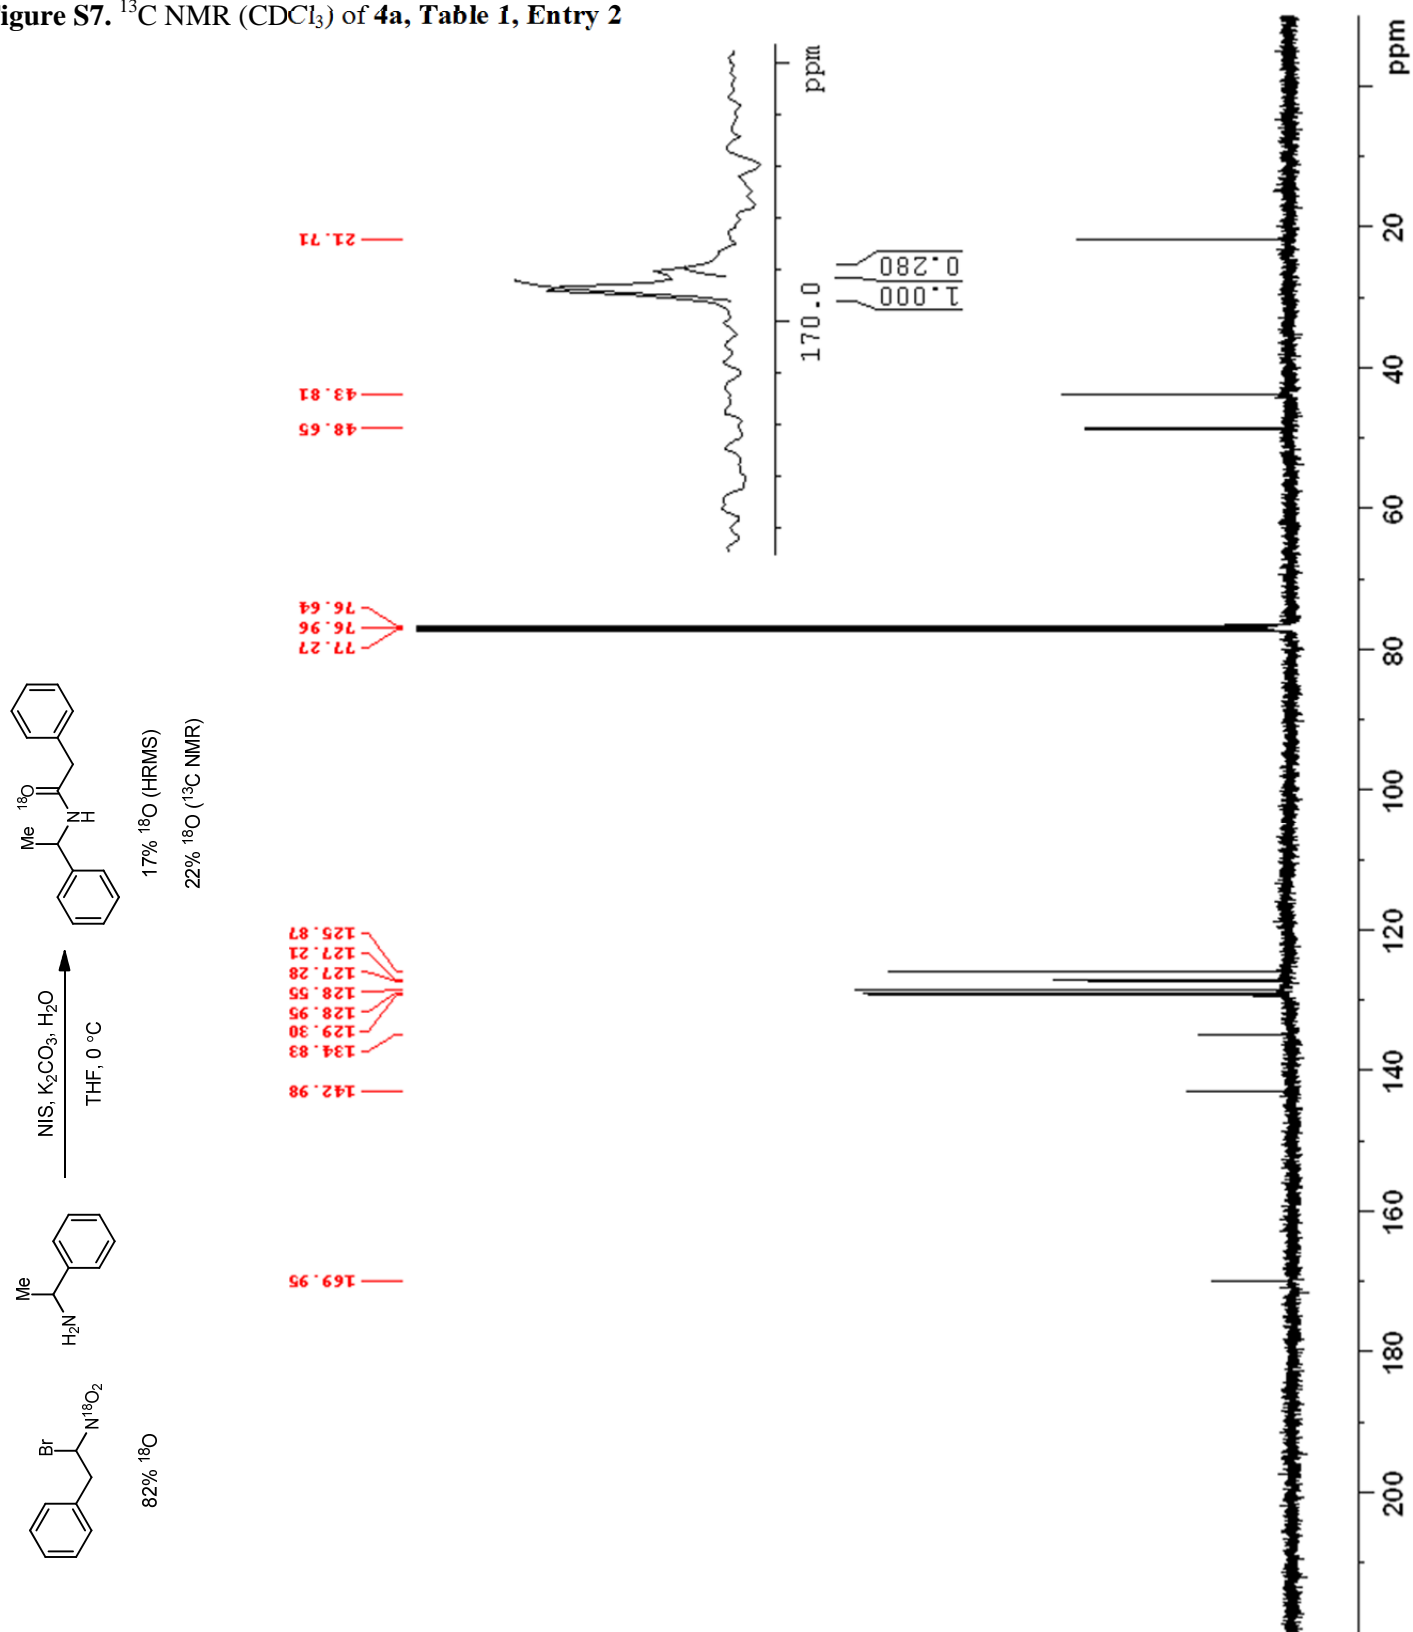 igure S7. ¹³C NMR (CDCl₃) of 4a, Table 1, Entry 2
Br
N¹⁸O₂
82% ¹⁸O
Me
H₂N
NIS, K₂CO₃, H₂O
THF, 0 °C
Me
¹⁸O
N
H
17% ¹⁸O (HRMS)
22% ¹⁸O (¹³C NMR)
169.95
142.98
134.83
129.30
128.95
128.55
127.28
127.21
125.87
77.27
76.96
76.64
48.65
43.81
21.71
170.0
ppm
1.000
0.280
200
180
160
140
120
100
80
60
40
20
ppm